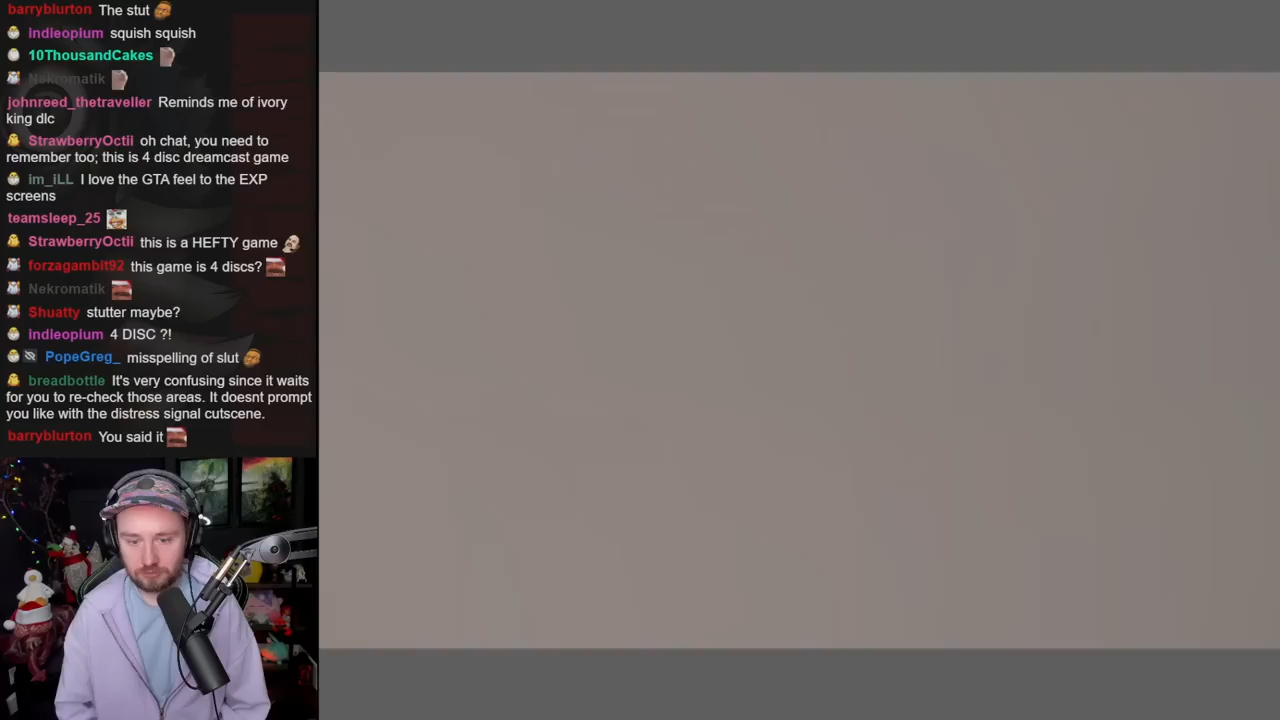 barryblurton The stut
Indieopium squish squish
10ThousandCakes
Nekromatik
johnreed_thetraveller Reminds me of ivory
king dlc
StrawberryOctii oh chat, you need to
remember too; this is 4 disc dreamcast game
im_iLL I love the GTA feel to the EXP
screens
teamsleep_25
StrawberryOctii this is a HEFTY game
forzagambit92 this game is 4 discs?
Nekromatik
Shuatty stutter maybe?
indieopium 4 DISC ?!
PopeGreg_ misspelling of slut
breadbottle It's very confusing since it waits
for you to re-check those areas. It doesnt prompt
you like with the distress signal cutscene.
barryblurton You said it